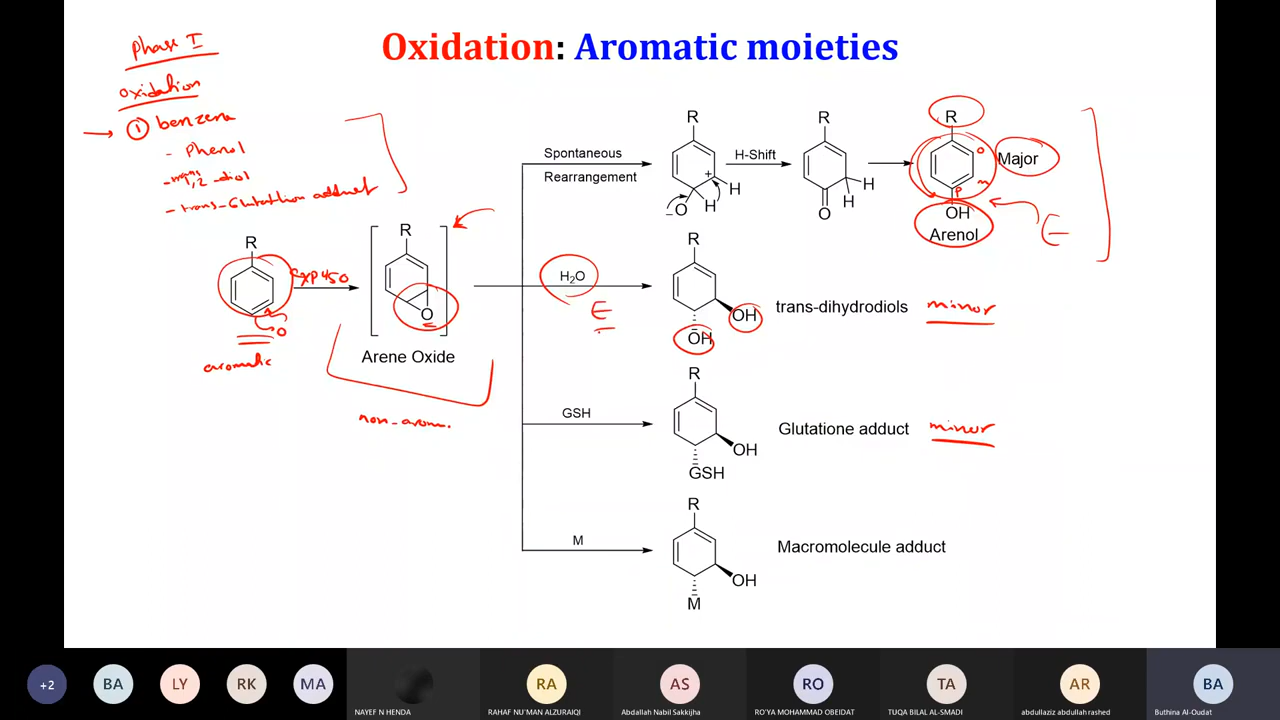 Oxidation: Aromatic moieties
Phase I
Oxidation
① benzene
- Phenol
- trans 1,2-diol
- trans-Glutathion adduct
R
CYP450
O
aromatic
R
O
Arene Oxide
non-arom.
Spontaneous
Rearrangement
R
+
H
H
O
−
H-Shift
R
H
H
O
R
O
m
P
OH
Arenol
Major
E
H₂O
E
R
OH
OH
trans-dihydrodiols
minor
GSH
R
OH
GSH
Glutatione adduct
minor
M
R
OH
M
Macromolecule adduct
+2
BA
LY
RK
MA
NAYEF N HENDA
RA
RAHAF NU'MAN ALZURAIQI
AS
Abdallah Nabil Sakkijha
RO
RO'YA MOHAMMAD OBEIDAT
TA
TUQA BILAL AL-SMADI
AR
abdullaziz abdullah rashed
BA
Buthina Al-Oudat